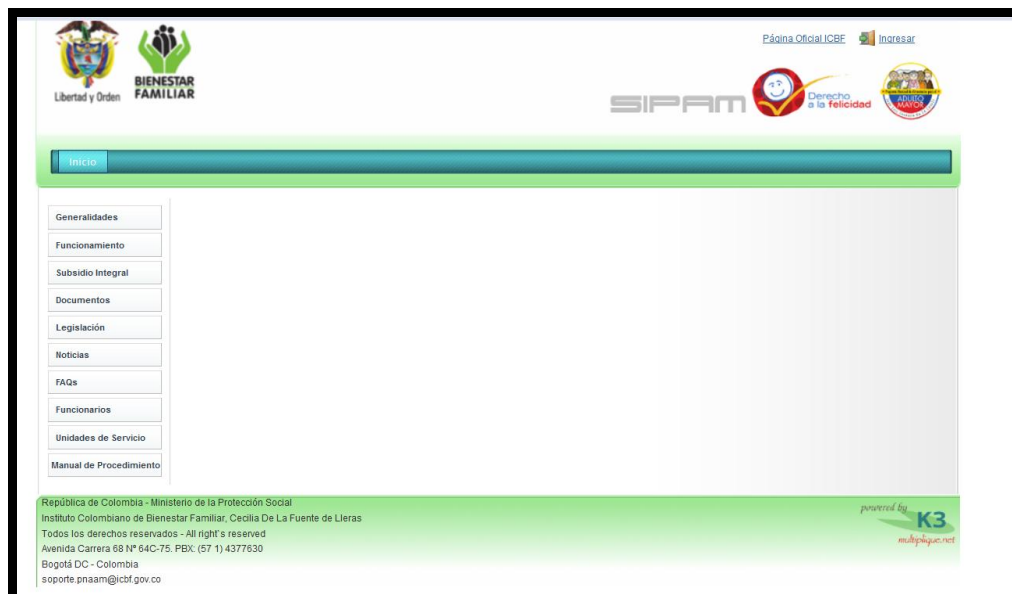 Página Oficial ICBF
Ingresar
Libertad y Orden
BIENESTAR
FAMILIAR
SIPAM
Derecho
a la felicidad
ADULTO
MAYOR
Inicio
Generalidades
Funcionamiento
Subsidio Integral
Documentos
Legislación
Noticias
FAQs
Funcionarios
Unidades de Servicio
Manual de Procedimiento
República de Colombia - Ministerio de la Protección Social
Instituto Colombiano de Bienestar Familiar, Cecilia De La Fuente de Lleras
Todos los derechos reservados - All right`s reserved
Avenida Carrera 68 Nº 64C-75. PBX: (57 1) 4377630
Bogotá DC - Colombia
soporte.pnaam@icbf.gov.co
powered by
K3
multiplique.net